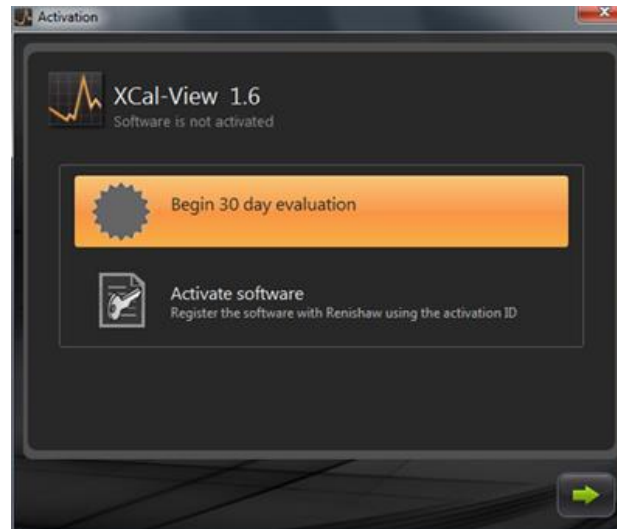 Activation
XCal-View 1.6
Software is not activated
Begin 30 day evaluation
Activate software
Register the software with Renishaw using the activation ID